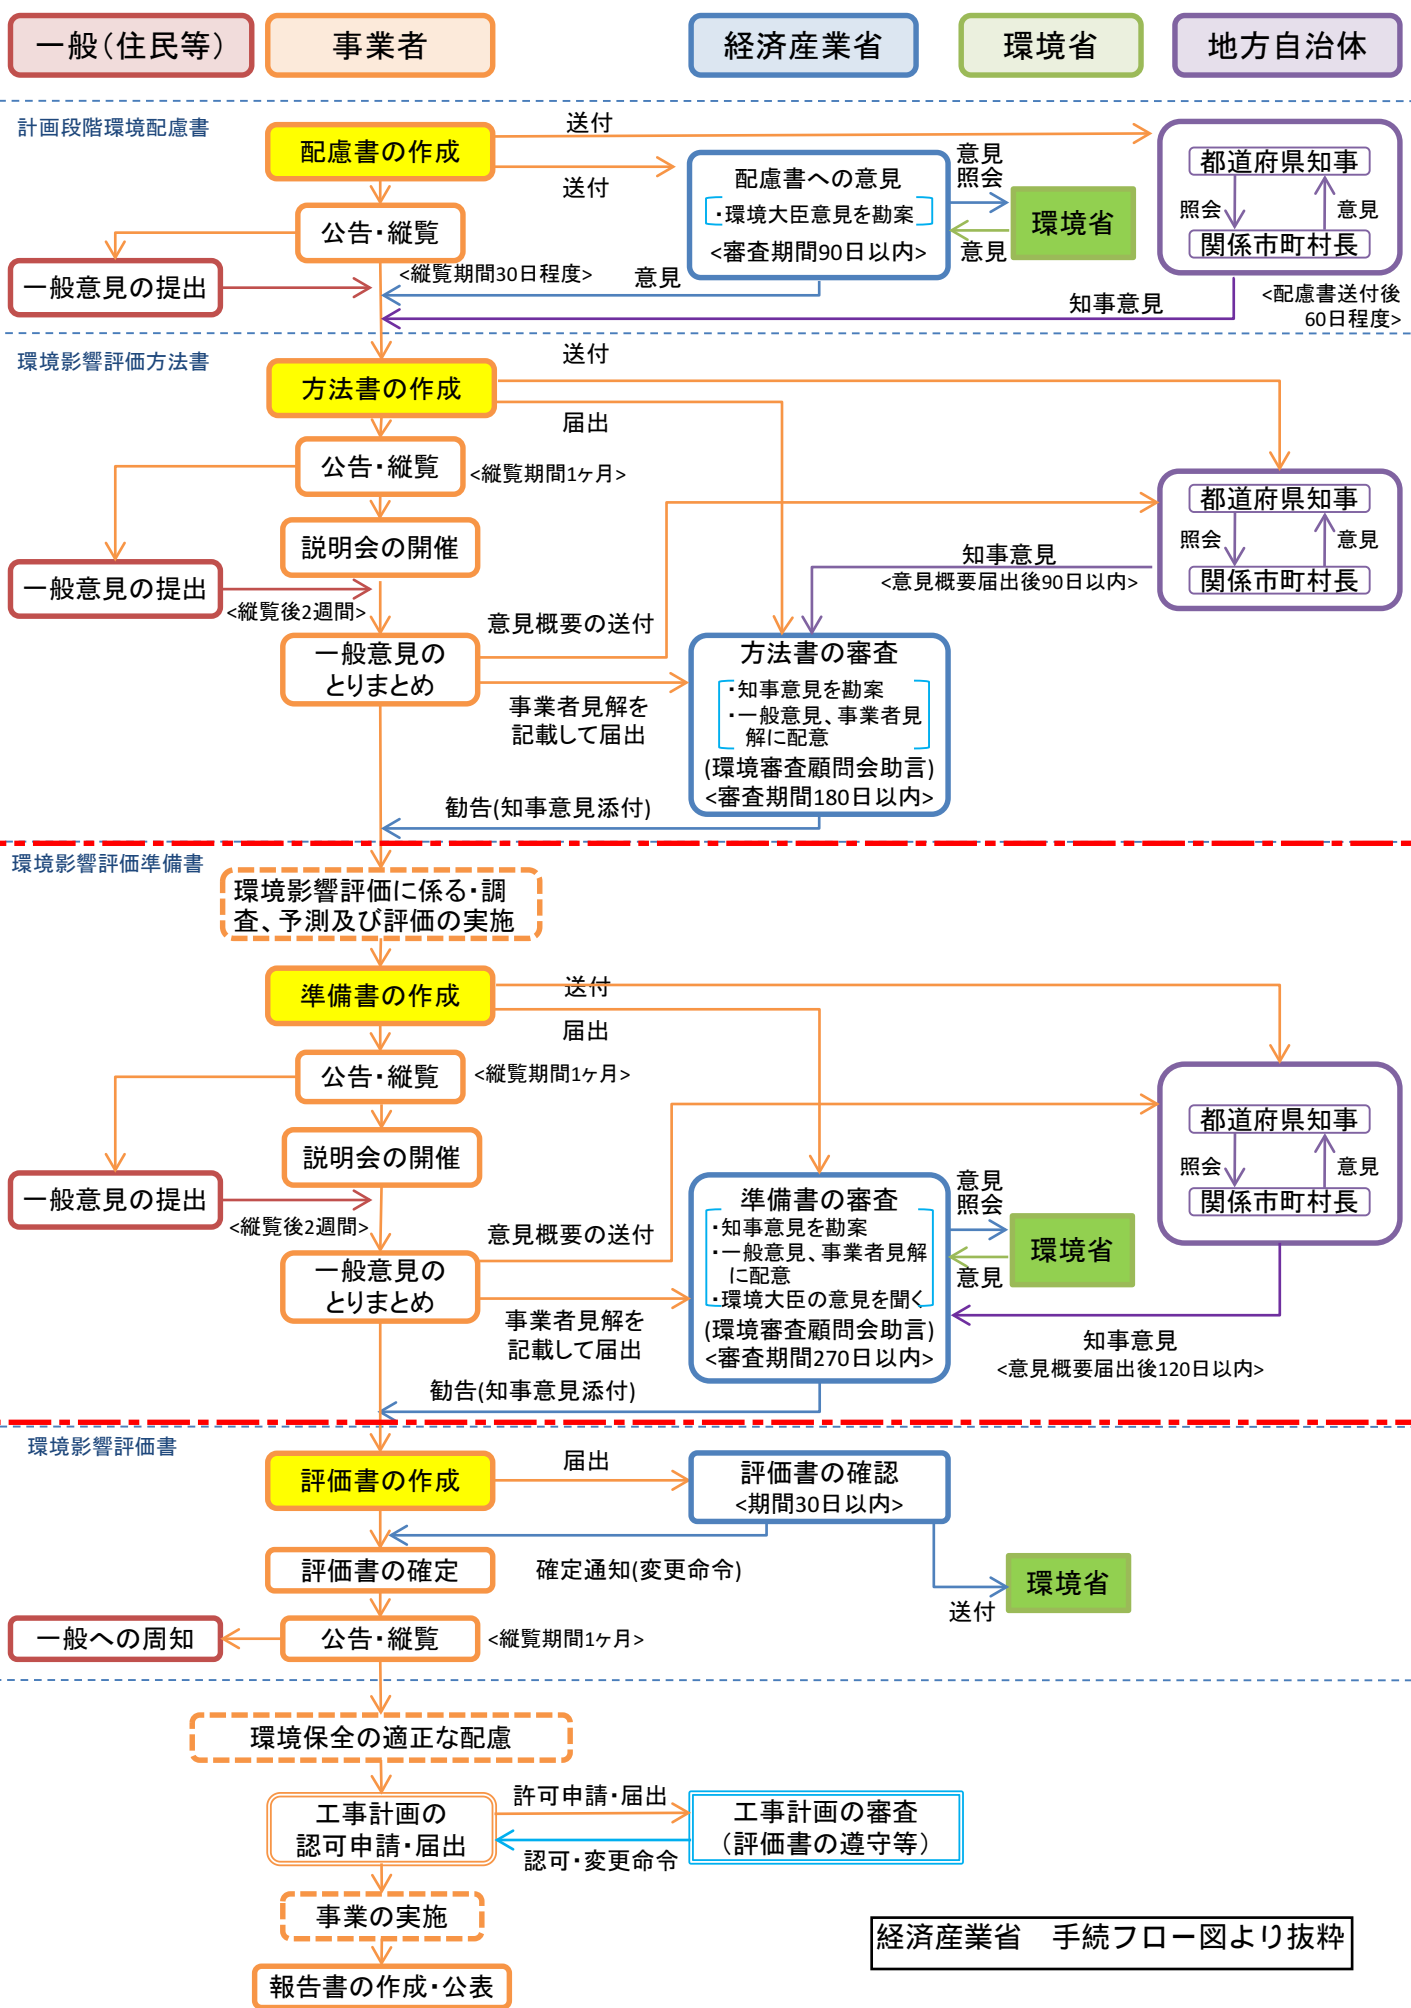 一般(住民等)
事業者
経済産業省
環境省
地方自治体
計画段階環境配慮書
配慮書の作成
送付
送付
配慮書への意見
・環境大臣意見を勘案
<審査期間90日以内>
意見
照会
意見
環境省
都道府県知事
照会
意見
関係市町村長
公告・縦覧
一般意見の提出
<縦覧期間30日程度>
意見
知事意見
<配慮書送付後
60日程度>
環境影響評価方法書
方法書の作成
送付
届出
公告・縦覧
<縦覧期間1ヶ月>
都道府県知事
照会
意見
関係市町村長
説明会の開催
一般意見の提出
<縦覧後2週間>
知事意見
<意見概要届出後90日以内>
意見概要の送付
一般意見の
とりまとめ
事業者見解を
記載して届出
方法書の審査
・知事意見を勘案
・一般意見、事業者見
解に配意
(環境審査顧問会助言)
<審査期間180日以内>
勧告(知事意見添付)
環境影響評価準備書
環境影響評価に係る・調
査、予測及び評価の実施
準備書の作成
送付
届出
公告・縦覧
<縦覧期間1ヶ月>
都道府県知事
照会
意見
関係市町村長
説明会の開催
一般意見の提出
<縦覧後2週間>
意見概要の送付
一般意見の
とりまとめ
事業者見解を
記載して届出
準備書の審査
・知事意見を勘案
・一般意見、事業者見解
に配意
・環境大臣の意見を聞く
(環境審査顧問会助言)
<審査期間270日以内>
意見
照会
意見
環境省
知事意見
<意見概要届出後120日以内>
勧告(知事意見添付)
環境影響評価書
評価書の作成
届出
評価書の確認
<期間30日以内>
評価書の確定
確定通知(変更命令)
環境省
送付
一般への周知
公告・縦覧
<縦覧期間1ヶ月>
環境保全の適正な配慮
工事計画の
認可申請・届出
許可申請・届出
認可・変更命令
工事計画の審査
(評価書の遵守等)
事業の実施
経済産業省 手続フロー図より抜粋
報告書の作成・公表